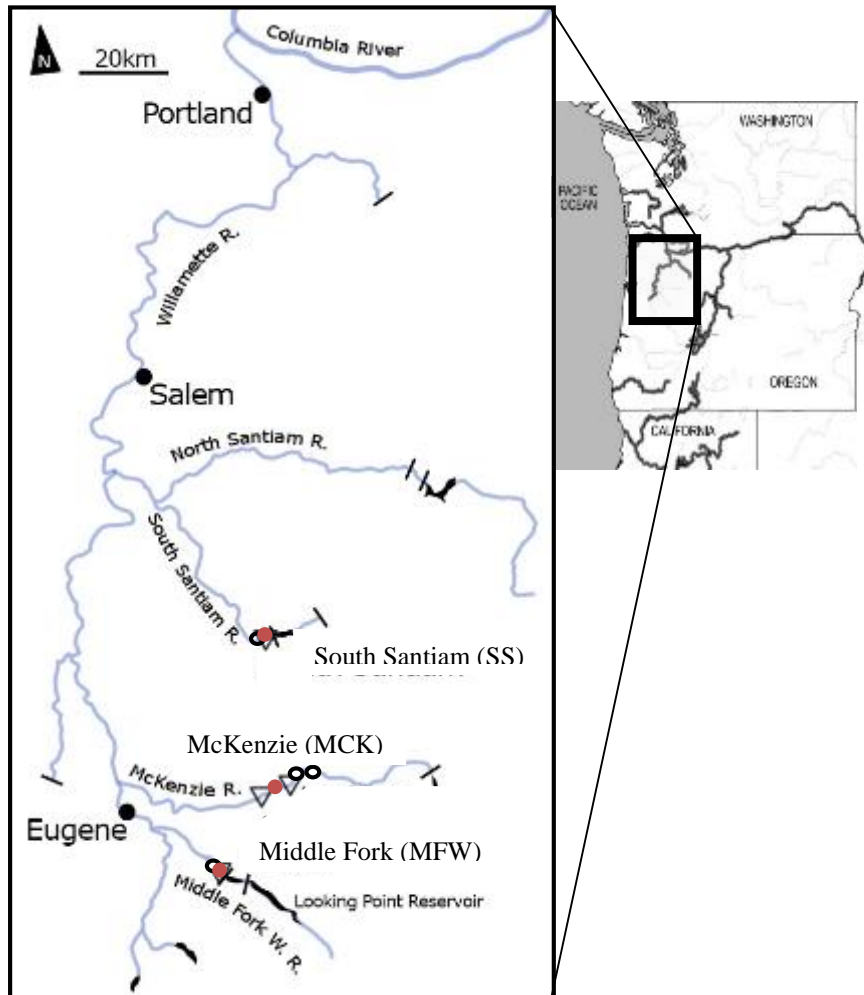 Columbia River
N
20km
Portland
Willamette R.
Salem
North Santiam R.
South Santiam R.
South Santiam (SS)
McKenzie (MCK)
McKenzie R.
Eugene
Middle Fork (MFW)
Looking Point Reservoir
Middle Fork W. R.
WASHINGTON
PACIFIC
OCEAN
OREGON
CALIFORNIA